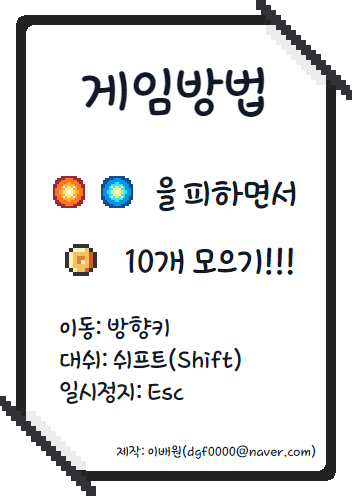 게임방법
을 피하면서
10개 모으기!!!
이동: 방향키
대쉬: 쉬프트(Shift)
일시정지: Esc
제작: 이배원(dgf0000@naver.com)